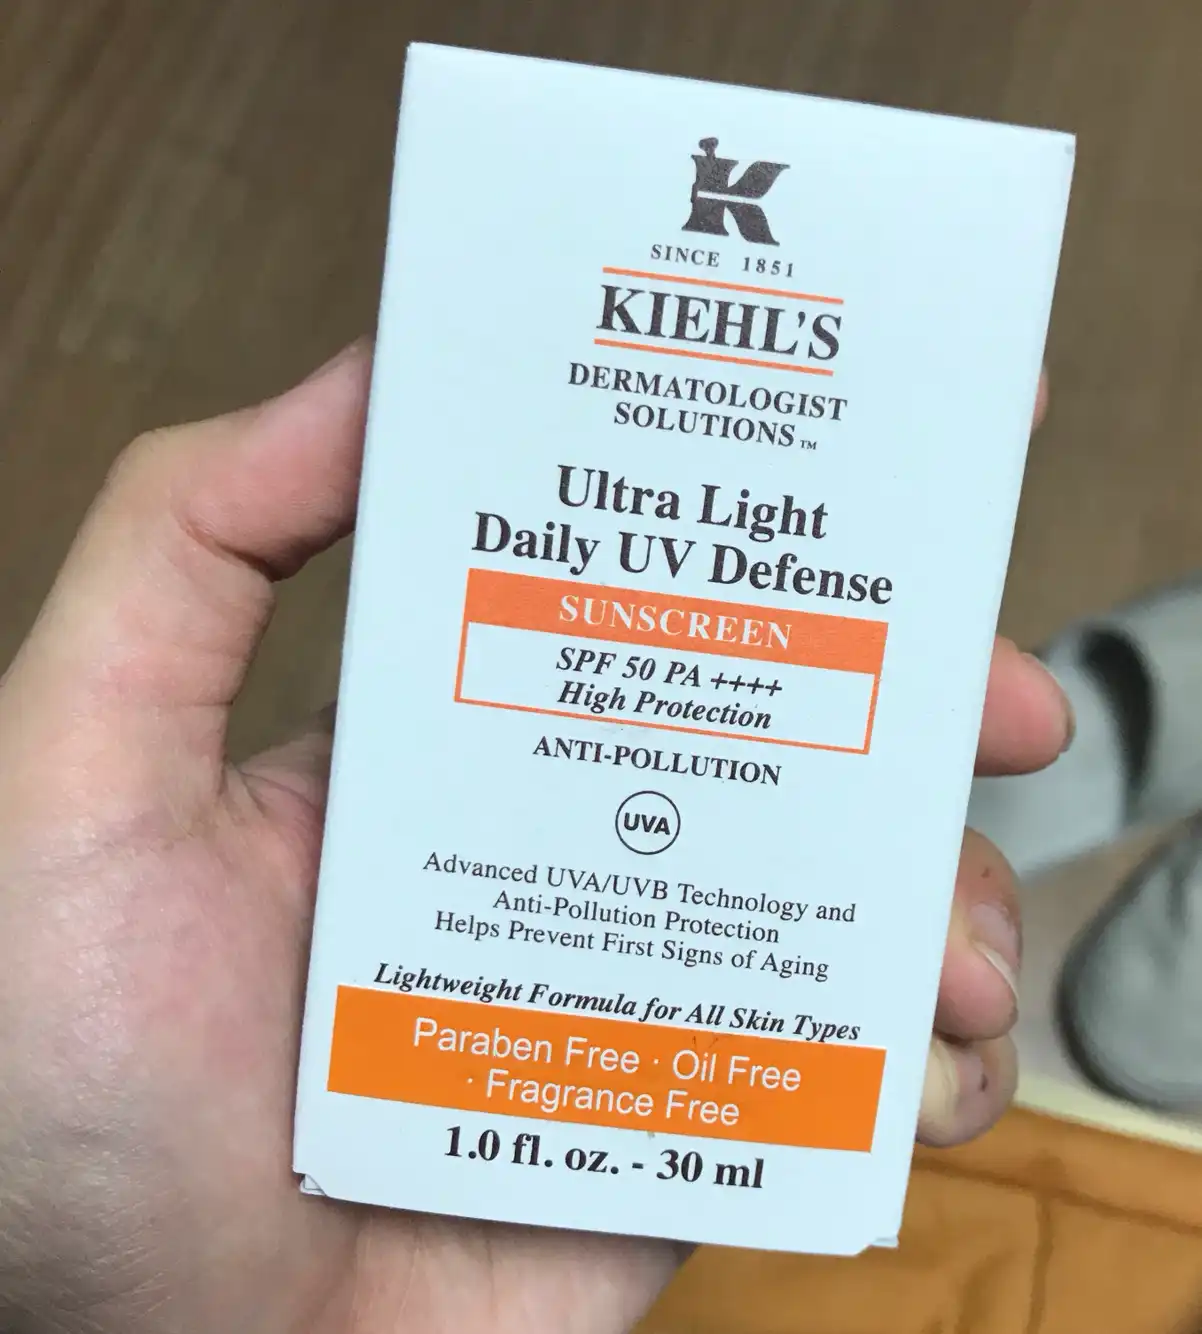 K
SINCE 1851
KIEHL'S
DERMATOLOGIST
SOLUTIONS™
Ultra Light
Daily UV Defense
SUNSCREEN
SPF 50 PA ++++
High Protection
ANTI-POLLUTION
UVA
Advanced UVA/UVB Technology and
Anti-Pollution Protection
Helps Prevent First Signs of Aging
Lightweight Formula for All Skin Types
Paraben Free · Oil Free
· Fragrance Free
1.0 fl. oz. - 30 ml